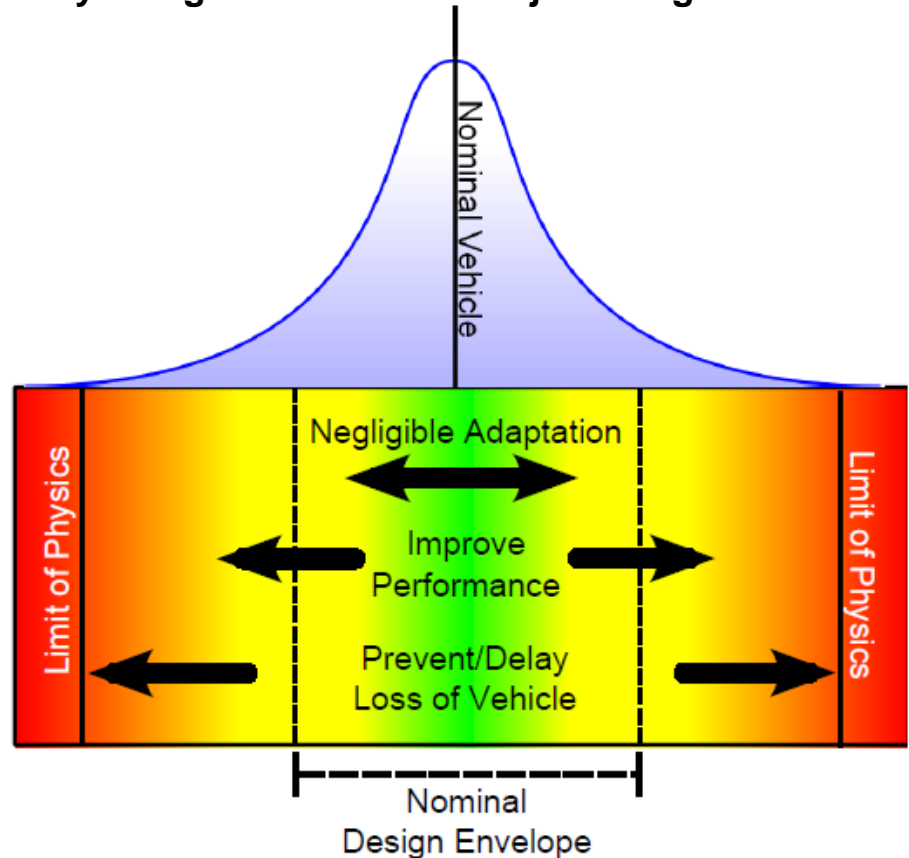 Nominal Vehicle
Negligible Adaptation
Improve
Performance
Prevent/Delay
Loss of Vehicle
Limit of Physics
Limit of Physics
Nominal
Design Envelope